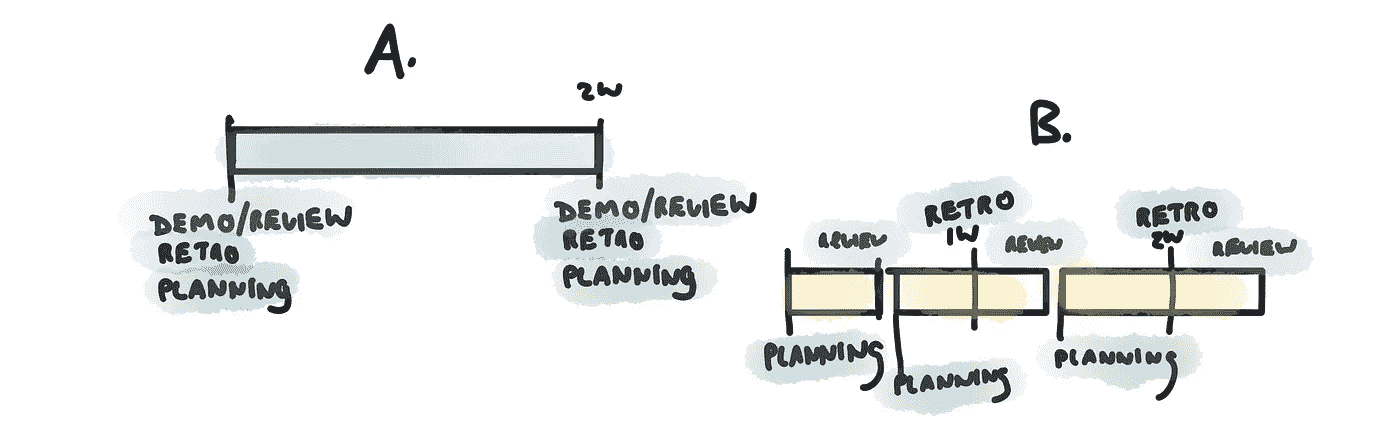 A.
2W
DEMO/REVIEW
RETRO
PLANNING
DEMO/REVIEW
RETRO
PLANNING
B.
REVIEW
RETRO
1W
REVIEW
RETRO
2W
REVIEW
PLANNING
PLANNING
PLANNING